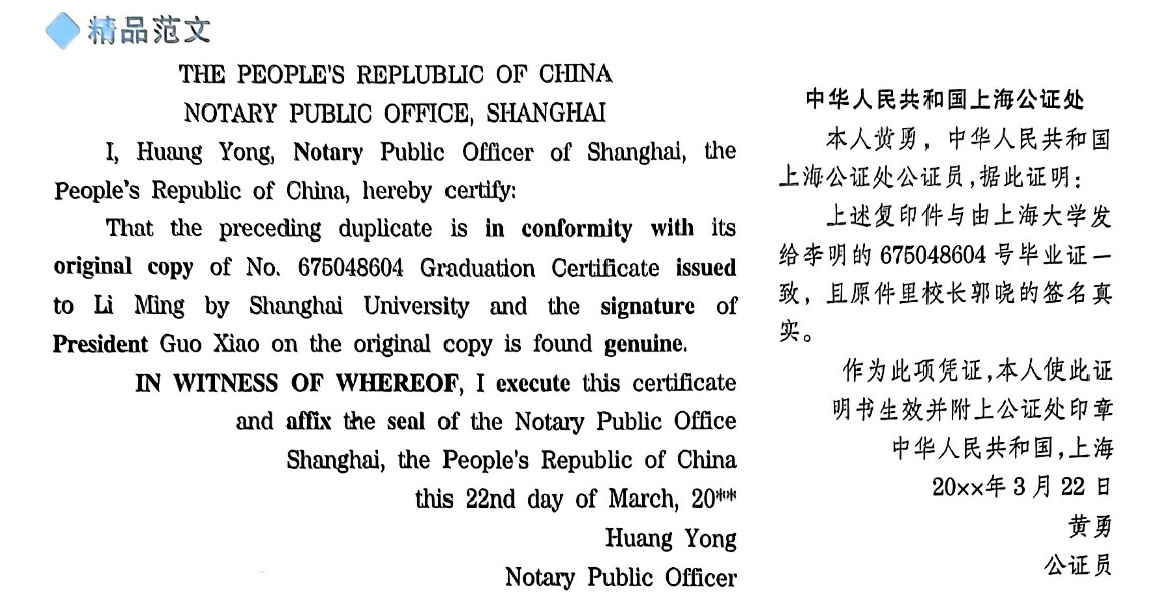 精品范文
THE PEOPLE'S REPLUBLIC OF CHINA
NOTARY PUBLIC OFFICE, SHANGHAI
I, Huang Yong, Notary Public Officer of Shanghai, the
People's Republic of China, hereby certify:
That the preceding duplicate is in conformity with its
original copy of No. 675048604 Graduation Certificate issued
to Li Ming by Shanghai University and the signature of
President Guo Xiao on the original copy is found genuine.
IN WITNESS OF WHEREOF, I execute this certificate
and affix the seal of the Notary Public Office
Shanghai, the People's Republic of China
this 22nd day of March, 20**
Huang Yong
Notary Public Officer
中华人民共和国上海公证处
本人黄勇，中华人民共和国
上海公证处公证员，据此证明：
上述复印件与由上海大学发
给李明的 675048604 号毕业证一
致，且原件里校长郭晓的签名真
实。
作为此项凭证，本人使此证
明书生效并附上公证处印章
中华人民共和国，上海
20××年 3 月 22 日
黄勇
公证员